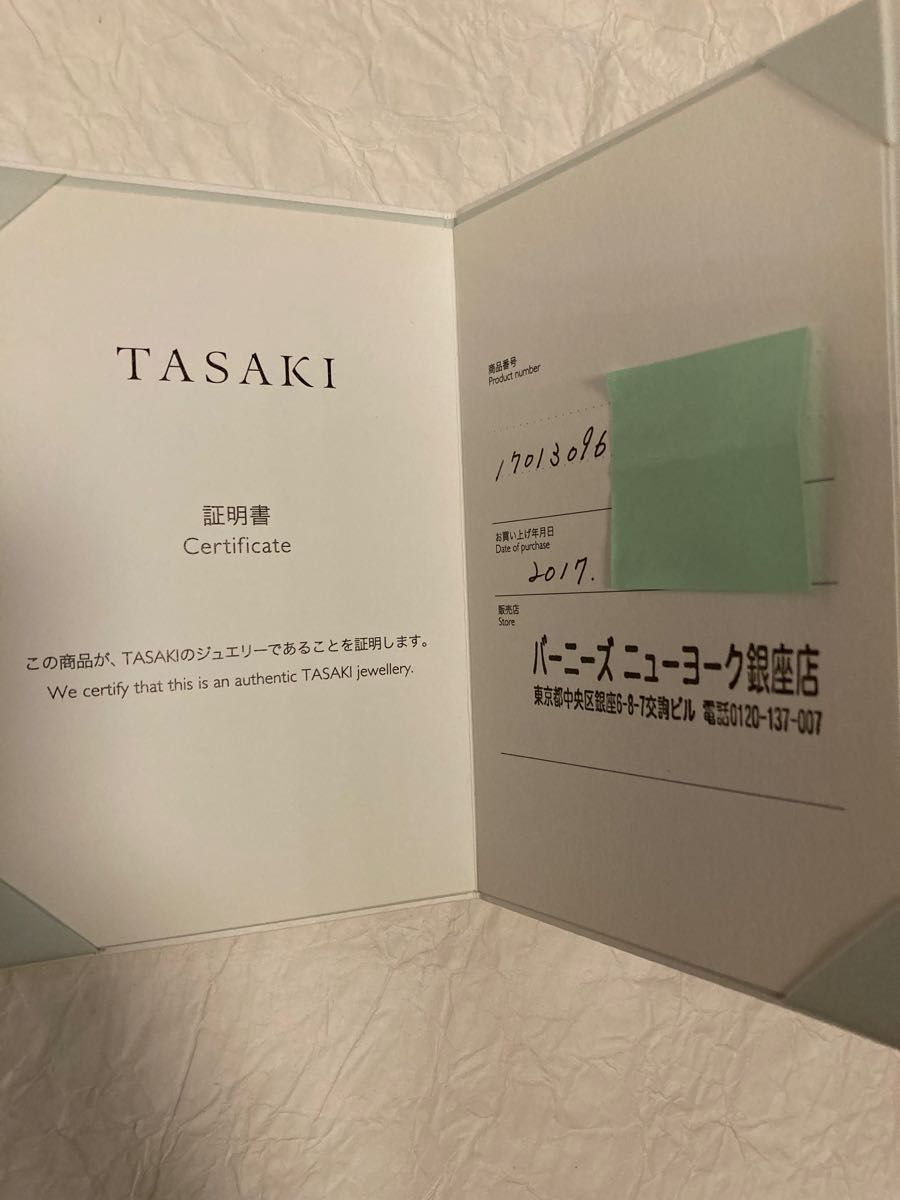 TASAKI
証明書
Certificate
この商品が、TASAKIのジュエリーであることを証明します。
We certify that this is an authentic TASAKI jewellery.
商品番号
Product number
17013096
お買い上げ年月日
Date of purchase
2017.
販売店
Store
バーニーズ ニューヨーク銀座店
東京都中央区銀座6-8-7交詢ビル 電話0120-137-007